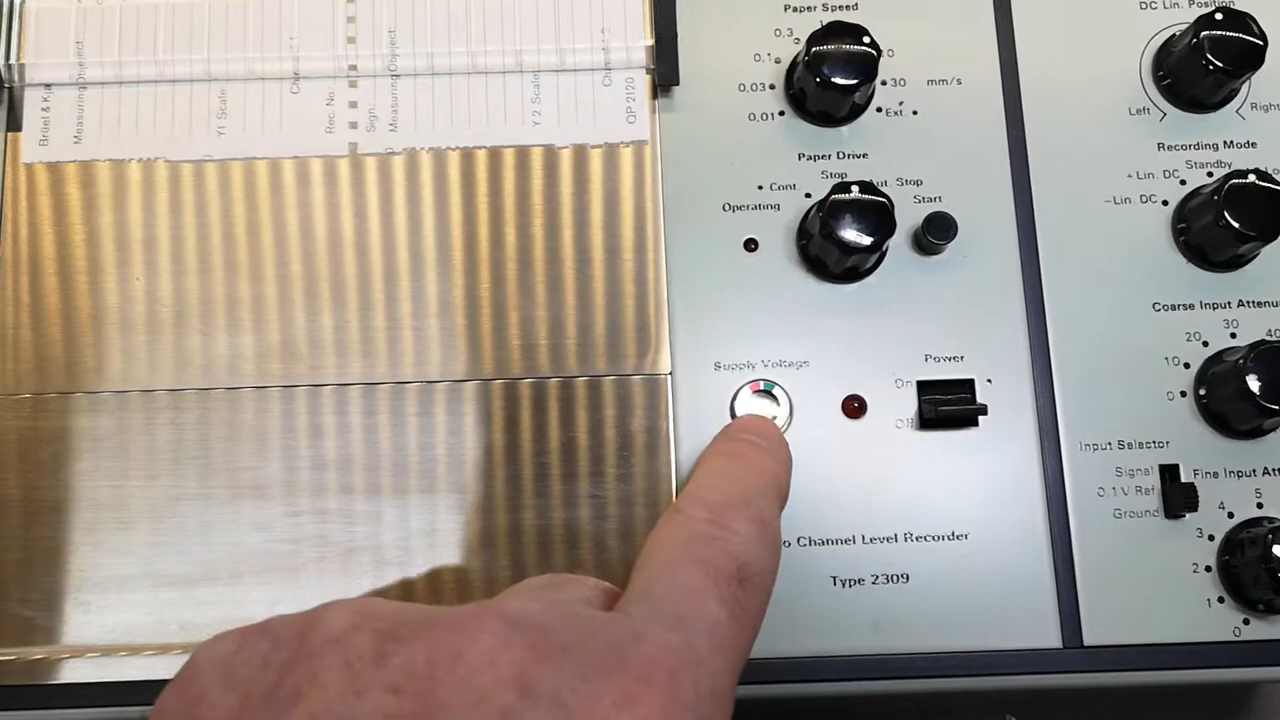 Brüel & Kjæ
Measuring Object:
Y1 Scale:
Rec. No.:
Sign.:
Measuring Object:
Y2 Scale:
QP 2120
Paper Speed
0,3
0,1
0,03
0,01
30
Ext.
mm/s
Paper Drive
Stop
Cont.
Aut. Stop
Operating
Start
Supply Voltage
Power
On
Off
o Channel Level Recorder
Type 2309
DC Lin. Position
Left
Right
Recording Mode
Standby
+ Lin. DC
−Lin. DC
Coarse Input Attenu
30
20
40
10
0
Input Selector
Signal
0.1 V Ref
Ground
Fine Input Att
5
4
3
2
1
0